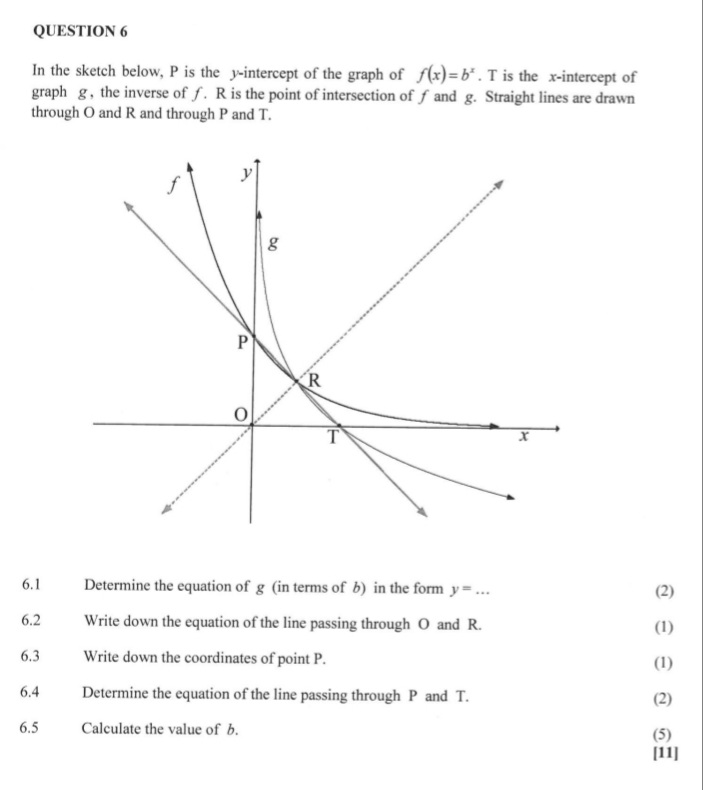 QUESTION 6
In the sketch below, P is the y-intercept of the graph of f(x)=bˣ. T is the x-intercept of
graph g, the inverse of f. R is the point of intersection of f and g. Straight lines are drawn
through O and R and through P and T.
f
y
g
P
R
O
T
x
6.1 Determine the equation of g (in terms of b) in the form y = ... (2)
6.2 Write down the equation of the line passing through O and R. (1)
6.3 Write down the coordinates of point P. (1)
6.4 Determine the equation of the line passing through P and T. (2)
6.5 Calculate the value of b. (5)
[11]